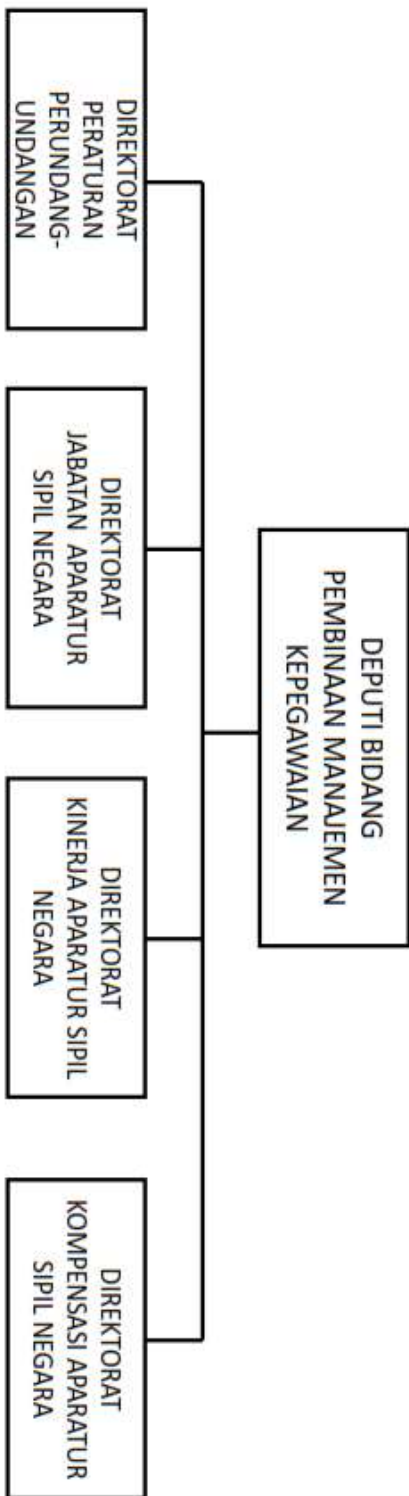 DEPUTI BIDANG
PEMBINAAN MANAJEMEN
KEPEGAWAIAN
DIREKTORAT
PERATURAN
PERUNDANG-
UNDANGAN
DIREKTORAT
JABATAN APARATUR
SIPIL NEGARA
DIREKTORAT
KINERJA APARATUR SIPIL
NEGARA
DIREKTORAT
KOMPENSASI APARATUR
SIPIL NEGARA